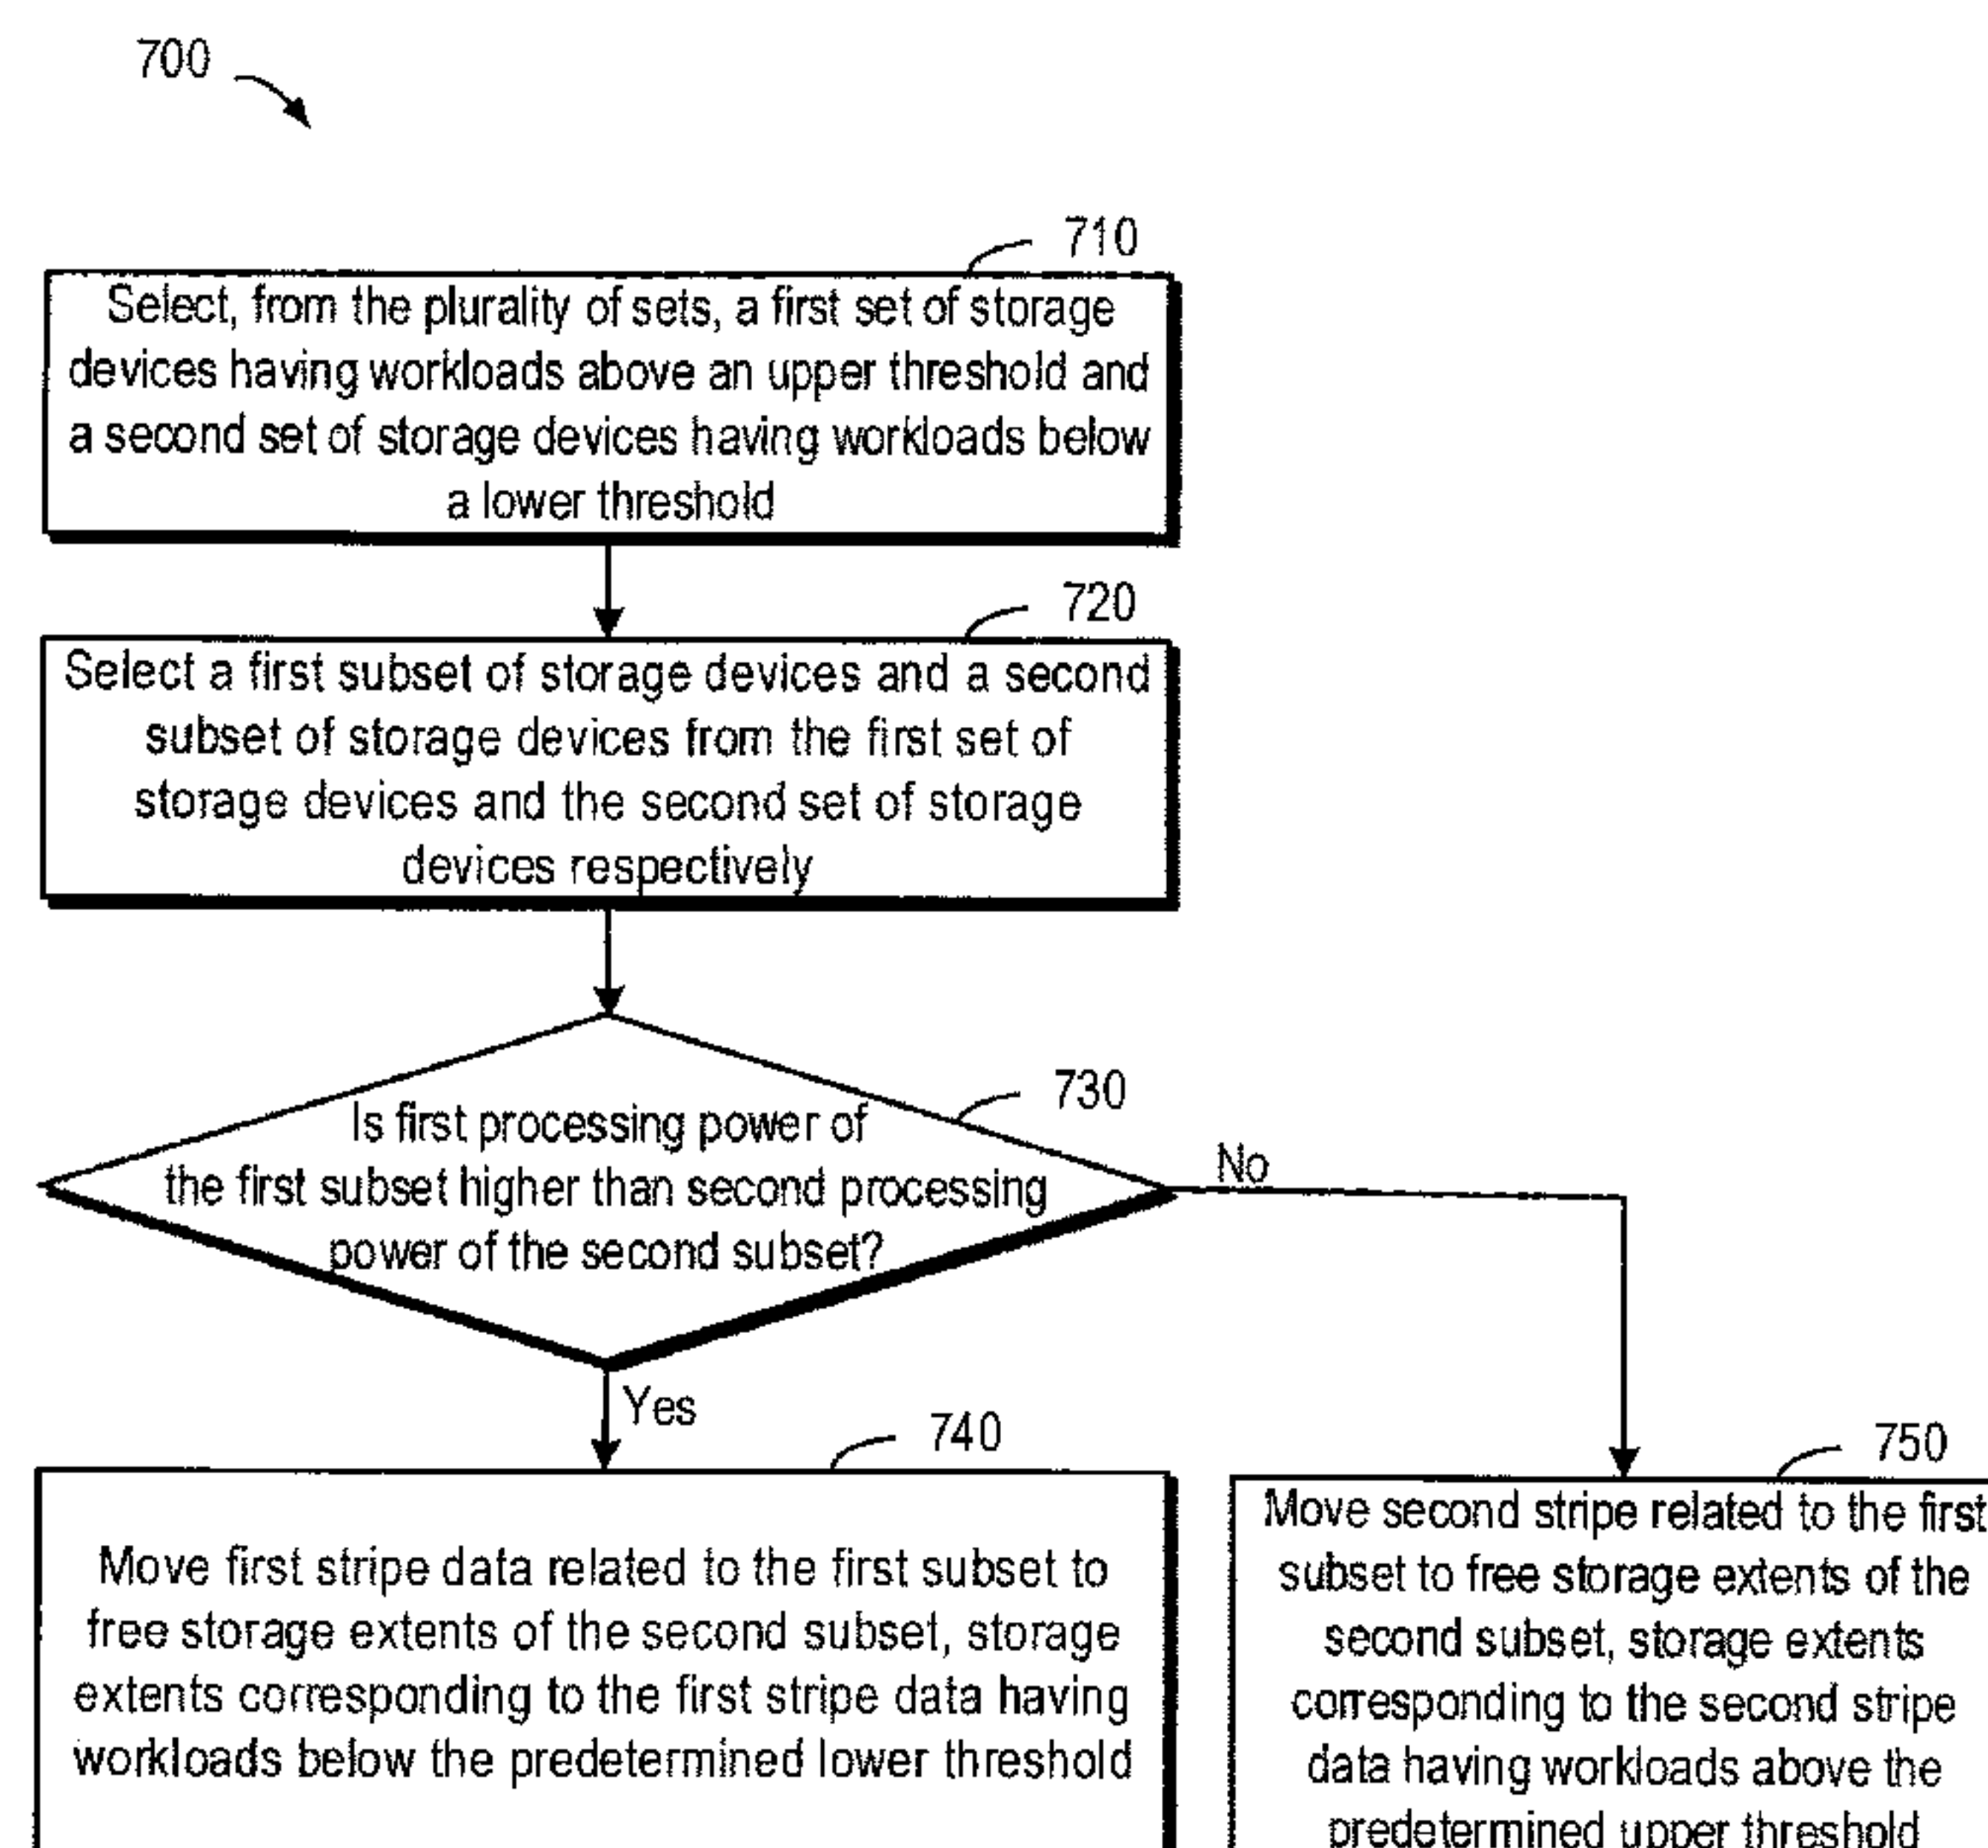 700
710
Select, from the plurality of sets, a first set of storage
devices having workloads above an upper threshold and
a second set of storage devices having workloads below
a lower threshold
720
Select a first subset of storage devices and a second
subset of storage devices from the first set of
storage devices and the second set of storage
devices respectively
730
Is first processing power of
the first subset higher than second processing
power of the second subset?
No
Yes
740
Move first stripe data related to the first subset to
free storage extents of the second subset, storage
extents corresponding to the first stripe data having
workloads below the predetermined lower threshold
750
Move second stripe related to the first
subset to free storage extents of the
second subset, storage extents
corresponding to the second stripe
data having workloads above the
predetermined upper threshold